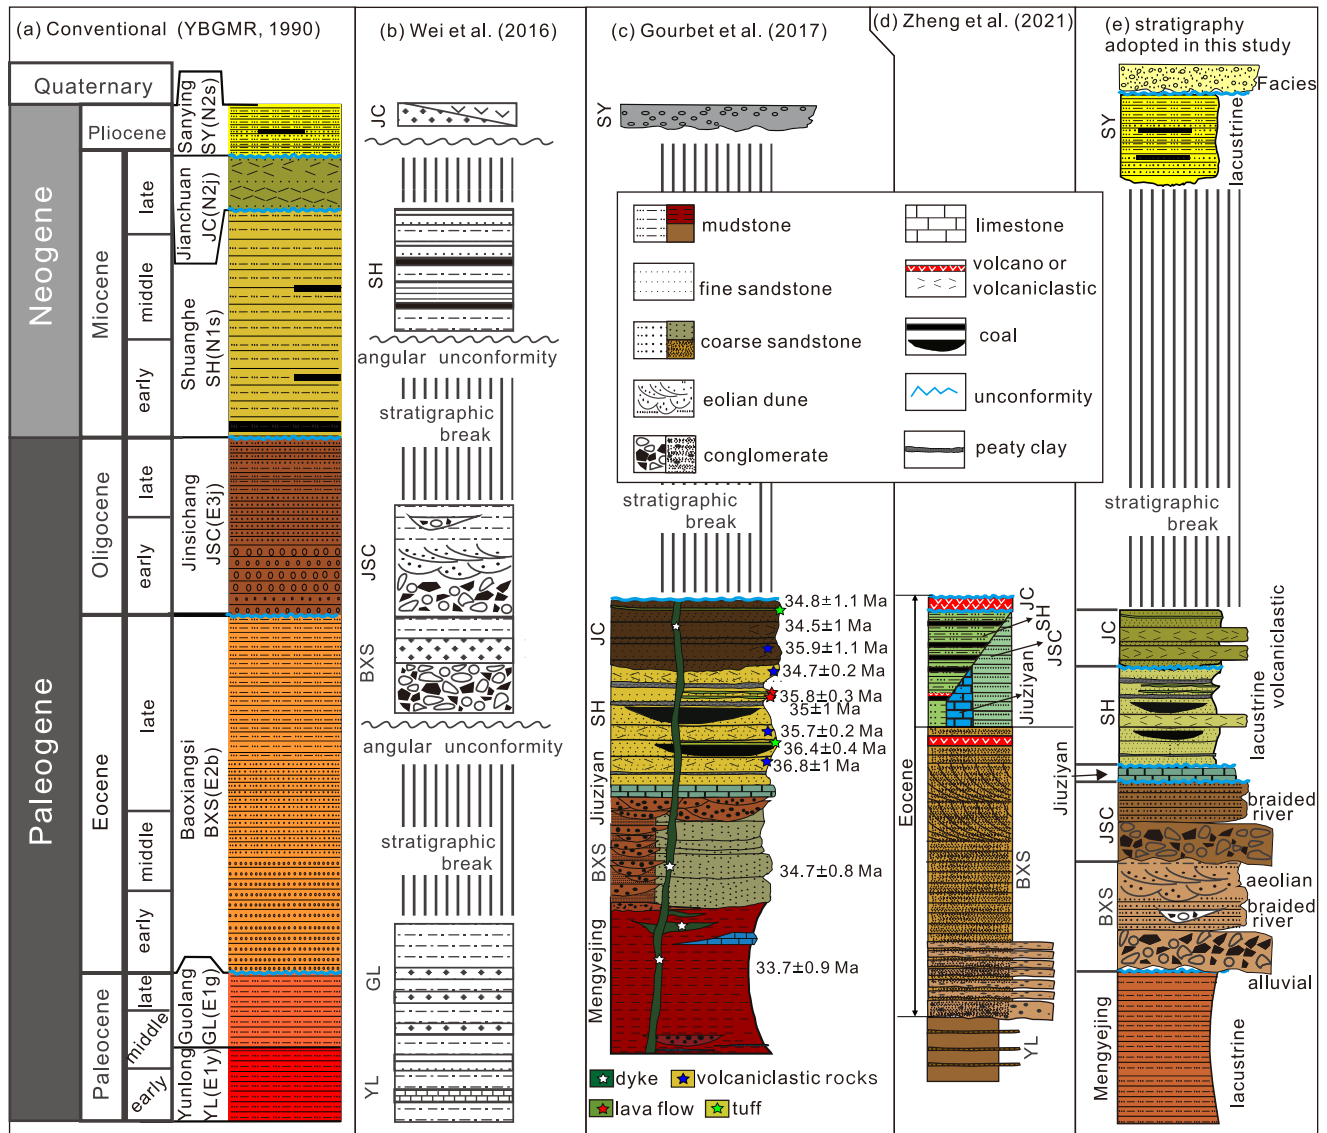 (a) Conventional (YBGMR, 1990)
Quaternary
Neogene
Paleogene
Pliocene
Miocene
late
middle
early
Oligocene
late
early
Eocene
late
middle
early
Paleocene
late
middle
early
Sanying
SY(N2s)
Jianchuan
JC(N2j)
Shuanghe
SH(N1s)
Jinsichang
JSC(E3j)
Baoxiangsi
BXS(E2b)
Guolang
GL(E1g)
Yunlong
YL(E1y)
(b) Wei et al. (2016)
JC
SH
angular unconformity
stratigraphic
break
JSC
BXS
angular unconformity
stratigraphic
break
GL
YL
(c) Gourbet et al. (2017)
SY
stratigraphic
break
JC
SH
Jiuziyan
BXS
Mengyejing
34.8±1.1 Ma
34.5±1 Ma
35.9±1.1 Ma
34.7±0.2 Ma
35.8±0.3 Ma
35±1 Ma
35.7±0.2 Ma
36.4±0.4 Ma
36.8±1 Ma
34.7±0.8 Ma
33.7±0.9 Ma
dyke
volcaniclastic rocks
lava flow
tuff
mudstone
fine sandstone
coarse sandstone
eolian dune
conglomerate
limestone
volcano or
volcaniclastic
coal
unconformity
peaty clay
(d) Zheng et al. (2021)
Eocene
JC
SH
JSC
Jiuziyan
BXS
YL
(e) stratigraphy
adopted in this study
Facies
SY
lacustrine
stratigraphic
break
JC
SH
Jiuziyan
JSC
BXS
Mengyejing
volcaniclastic
lacustrine
braided
river
aeolian
braided
river
alluvial
lacustrine